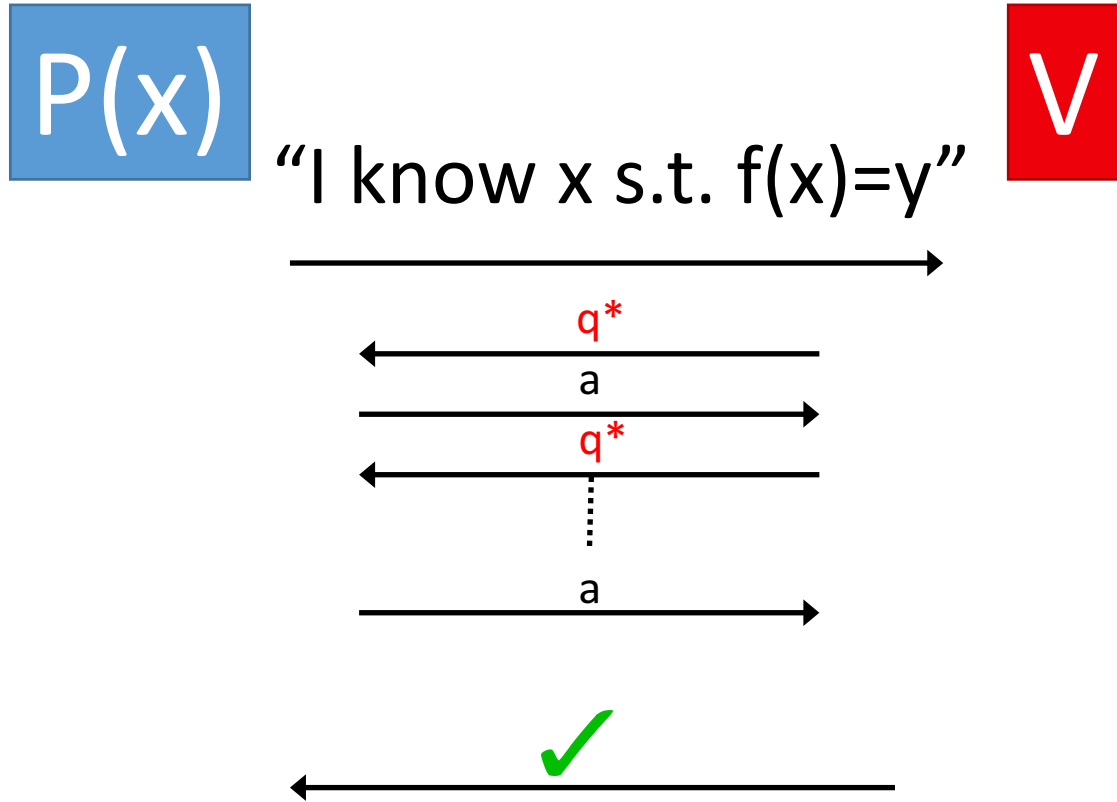 P(x)
V
“I know x s.t. f(x)=y”
q*
a
q*
a